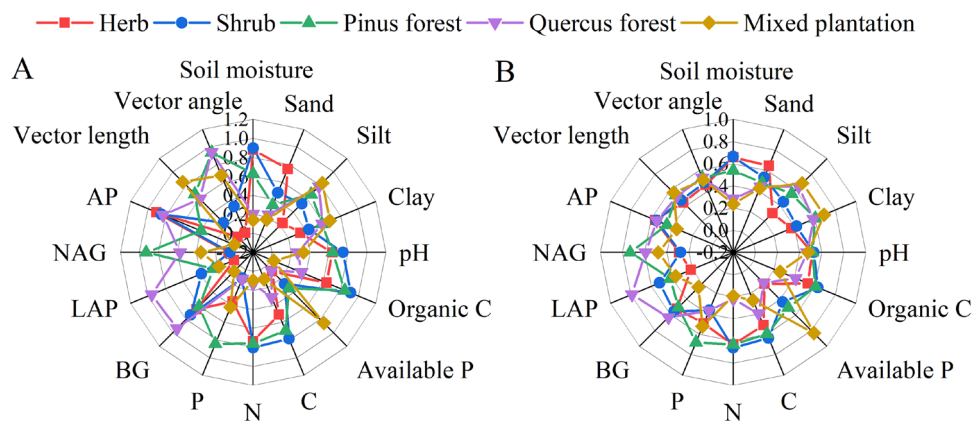 Herb Shrub Pinus forest Quercus forest Mixed plantation
A
Soil moisture
Vector angle
Sand
Vector length
Silt
AP
Clay
NAG
pH
LAP
Organic C
BG
Available P
P
C
N
1.2
1.0
0.8
B
Soil moisture
Vector angle
Sand
Vector length
Silt
AP
Clay
NAG
pH
LAP
Organic C
BG
Available P
P
C
N
1.0
0.8
0.6
0.4
0.2
0.0
-0.2